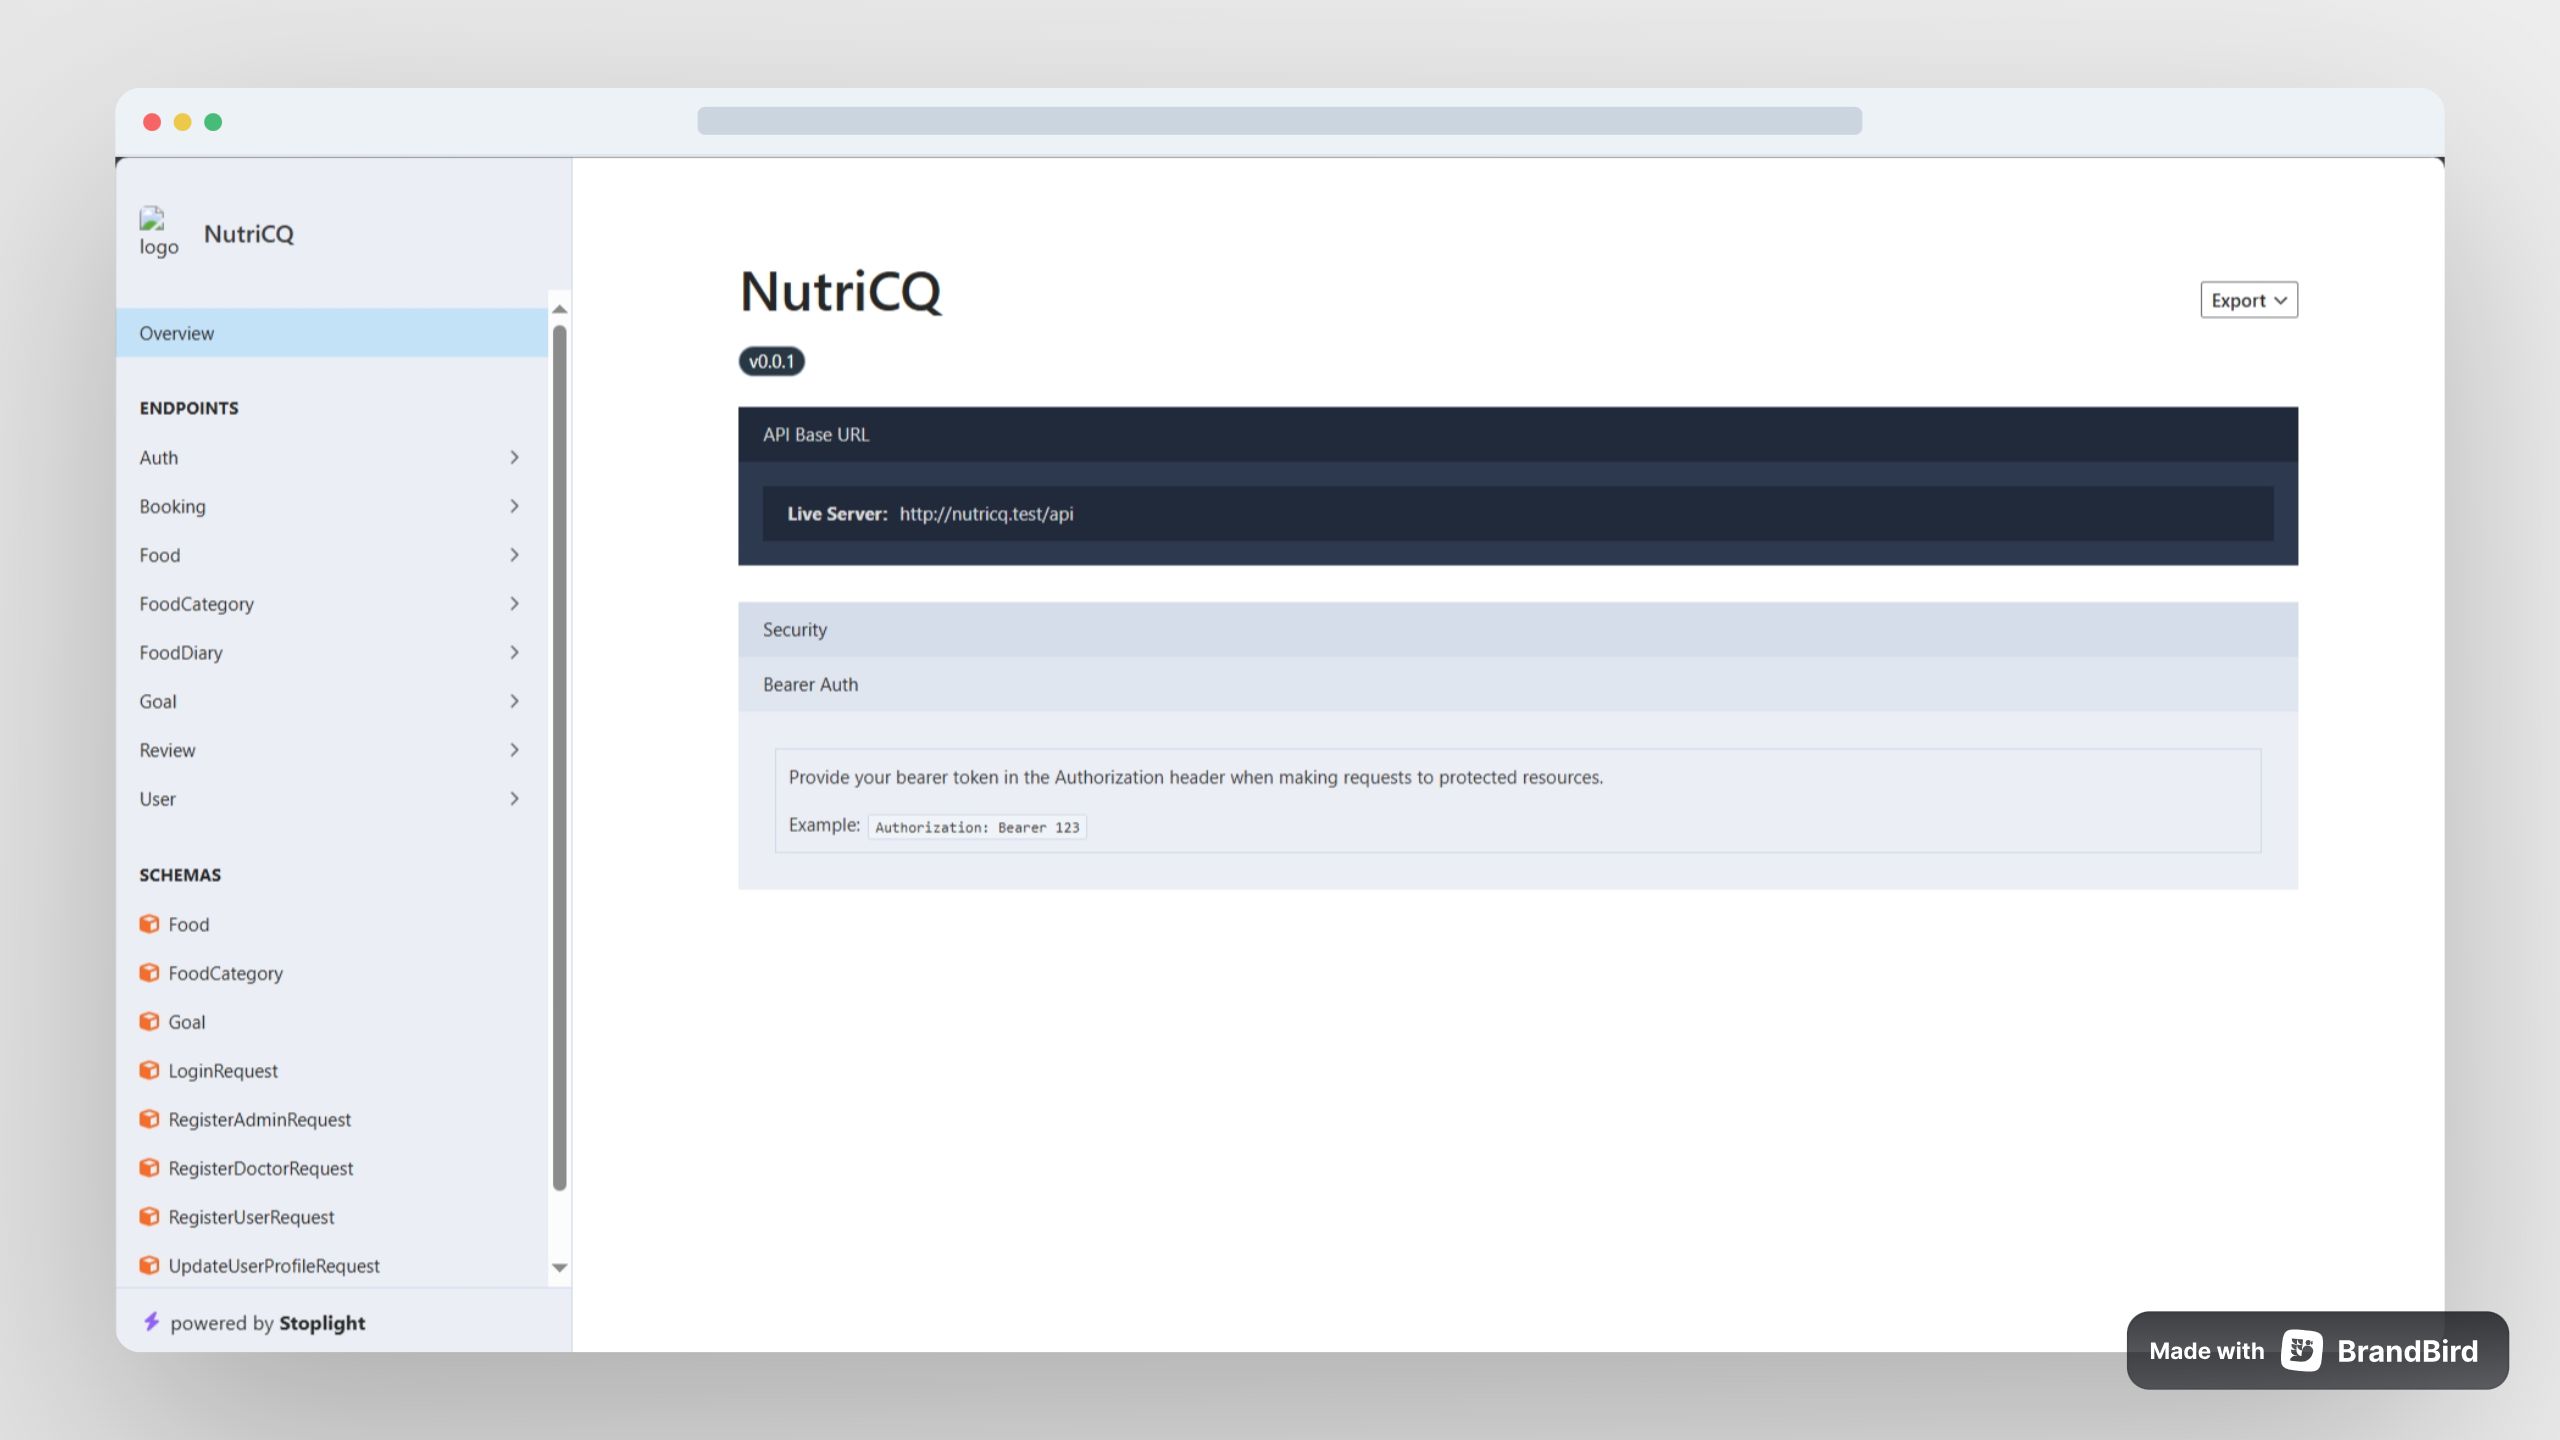 logo
NutriCQ
Overview
ENDPOINTS
Auth
Booking
Food
FoodCategory
FoodDiary
Goal
Review
User
SCHEMAS
Food
FoodCategory
Goal
LoginRequest
RegisterAdminRequest
RegisterDoctorRequest
RegisterUserRequest
UpdateUserProfileRequest
powered by Stoplight
NutriCQ
Export
v0.0.1
API Base URL
Live Server: http://nutricq.test/api
Security
Bearer Auth
Provide your bearer token in the Authorization header when making requests to protected resources.
Example: Authorization: Bearer 123
Made with BrandBird